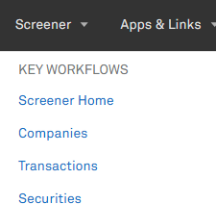 Screener Apps & Links
KEY WORKFLOWS
Screener Home
Companies
Transactions
Securities